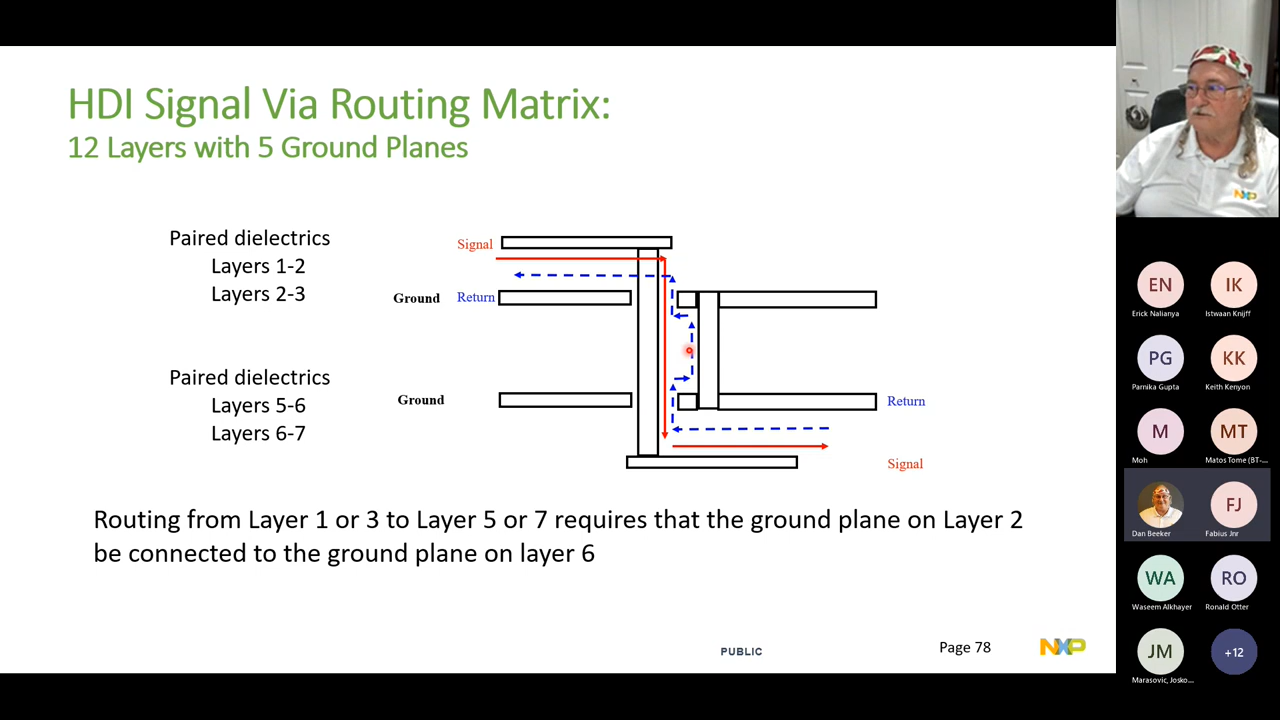 HDI Signal Via Routing Matrix:
12 Layers with 5 Ground Planes
Paired dielectrics
Layers 1-2
Layers 2-3
Paired dielectrics
Layers 5-6
Layers 6-7
Signal
Ground
Return
Ground
Return
Signal
Routing from Layer 1 or 3 to Layer 5 or 7 requires that the ground plane on Layer 2
be connected to the ground plane on layer 6
PUBLIC
Page 78
NXP
NXP
EN
IK
Erick Nalianya
Istwaan Knijff
PG
KK
Parnika Gupta
Keith Kenyon
M
MT
Moh
Matos Tome (BT-...
FJ
Dan Beeker
Fabius Jnr
WA
RO
Waseem Alkhayer
Ronald Otter
JM
+12
Marasovic, Josko...